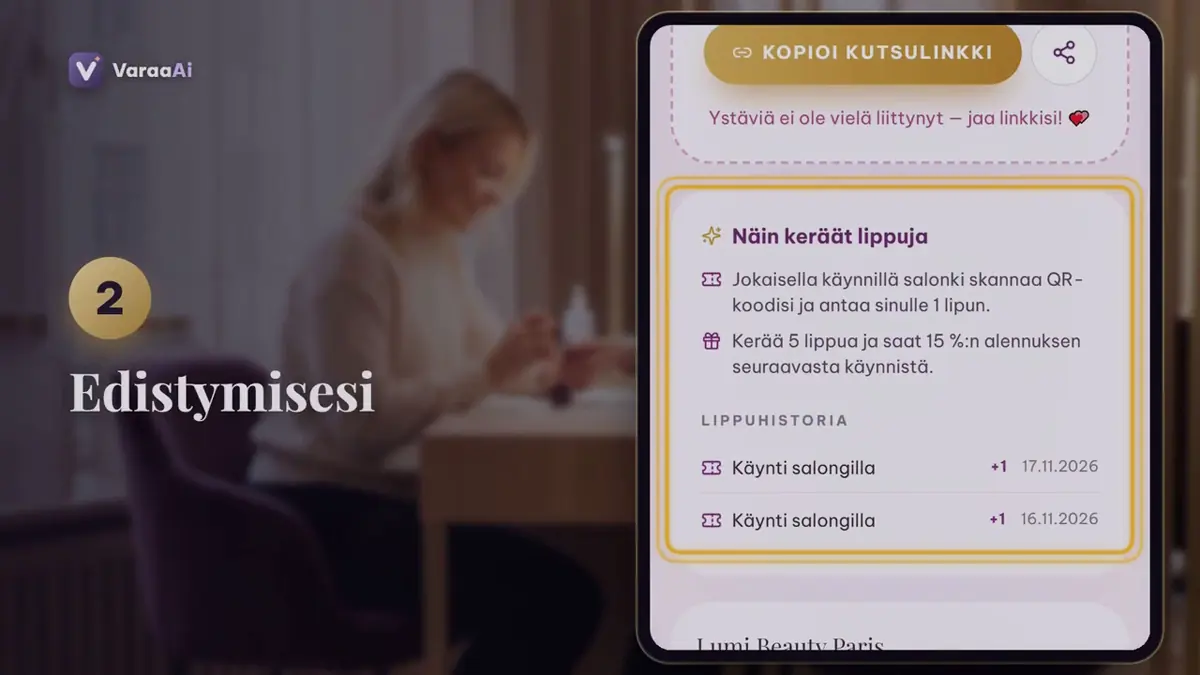 VaraaAi
2
Edistymisesi
KOPIOI KUTSULINKKI
Ystäviä ei ole vielä liittynyt – jaa linkkisi!
Näin keräät lippuja
Jokaisella käynnillä salonki skannaa QR-
koodisi ja antaa sinulle 1 lipun.
Kerää 5 lippua ja saat 15 %:n alennuksen
seuraavasta käynnistä.
LIPPUHISTORIA
Käynti salongilla +1 17.11.2026
Käynti salongilla +1 16.11.2026
Lumi Beauty Paris